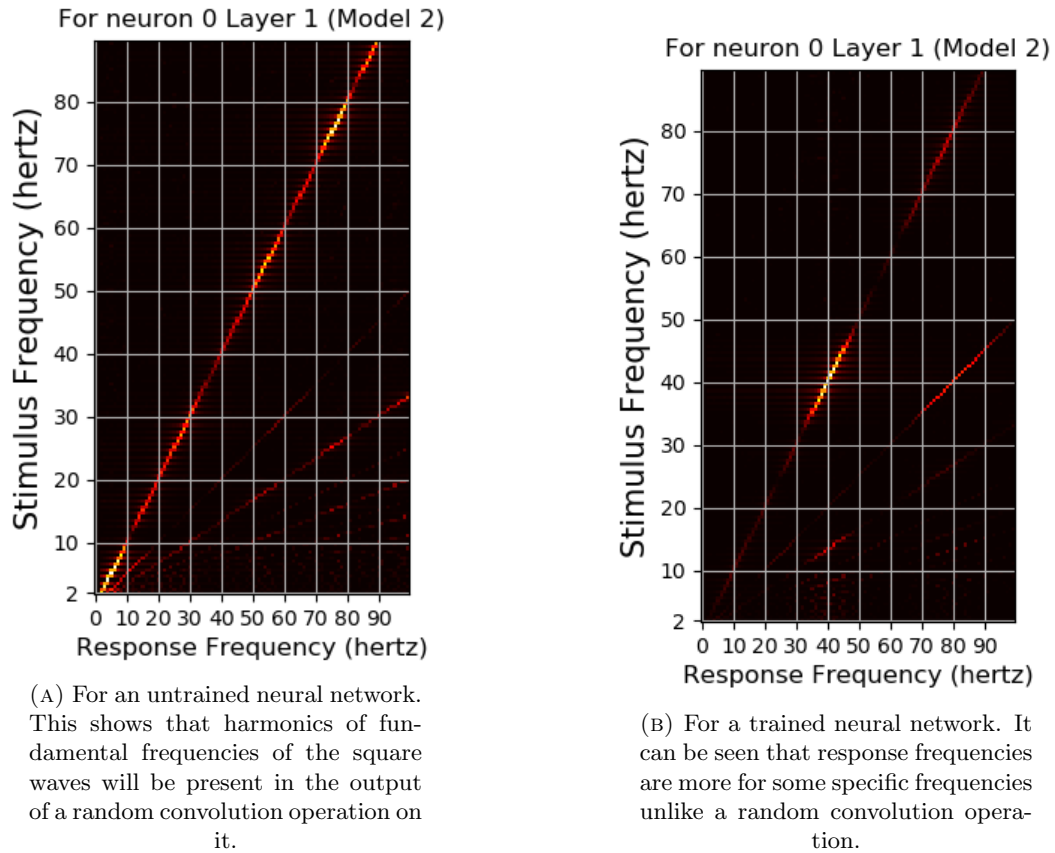 For neuron 0 Layer 1 (Model 2)
Stimulus Frequency (hertz)
80
70
60
50
40
30
20
10
2
0 10 20 30 40 50 60 70 80 90
Response Frequency (hertz)
(A) For an untrained neural network.
This shows that harmonics of fun-
damental frequencies of the square
waves will be present in the output
of a random convolution operation on
it.
For neuron 0 Layer 1 (Model 2)
Stimulus Frequency (hertz)
80
70
60
50
40
30
20
10
2
0 10 20 30 40 50 60 70 80 90
Response Frequency (hertz)
(B) For a trained neural network. It
can be seen that response frequencies
are more for some specific frequencies
unlike a random convolution opera-
tion.